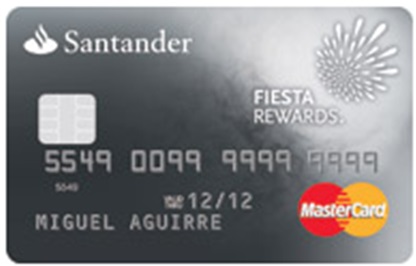 Santander
FIESTA
REWARDS.
5549 0099 9999 9999
5549
12/12
MIGUEL AGUIRRE
MasterCard